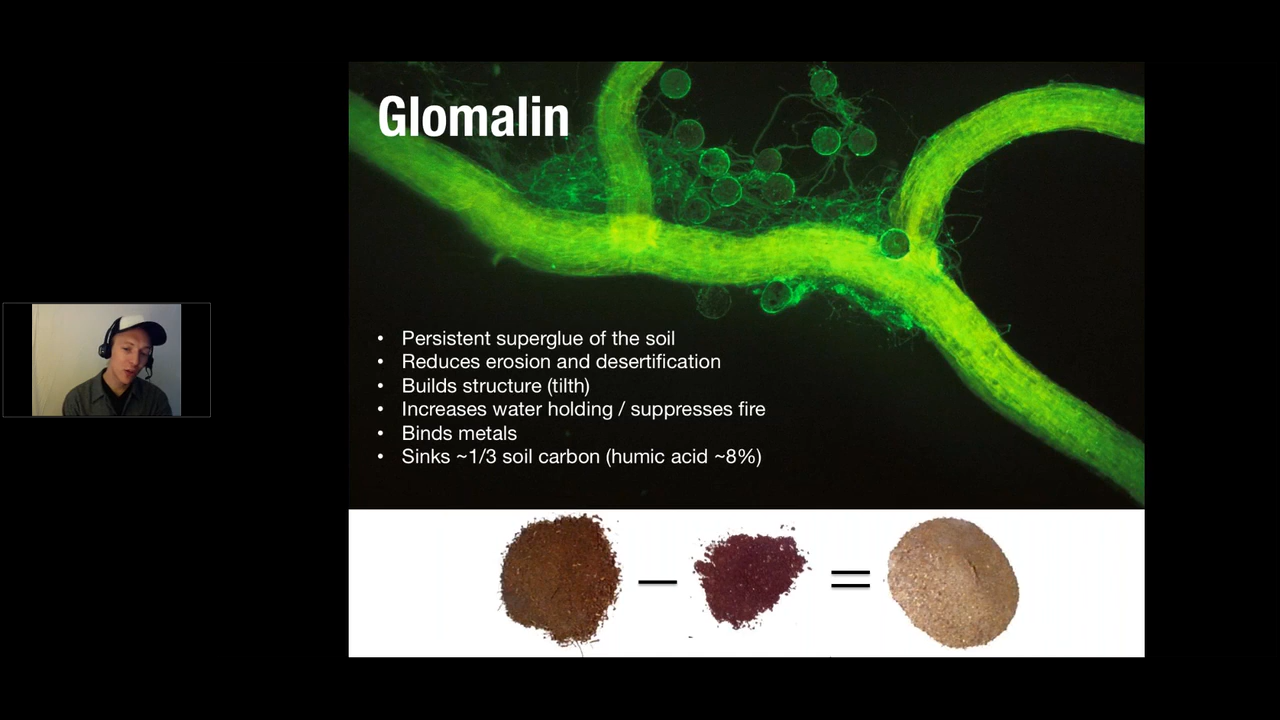 Glomalin
• Persistent superglue of the soil
• Reduces erosion and desertification
• Builds structure (tilth)
• Increases water holding / suppresses fire
• Binds metals
• Sinks ~1/3 soil carbon (humic acid ~8%)